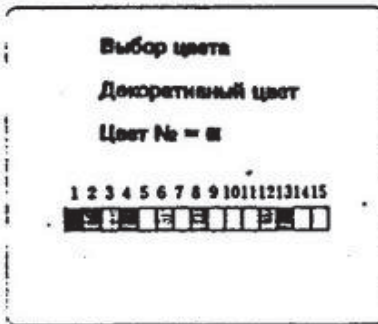 Выбор цвета
Декоративный цвет
Цвет № = α
1 2 3 4 5 6 7 8 9 10 11 12 13 14 15